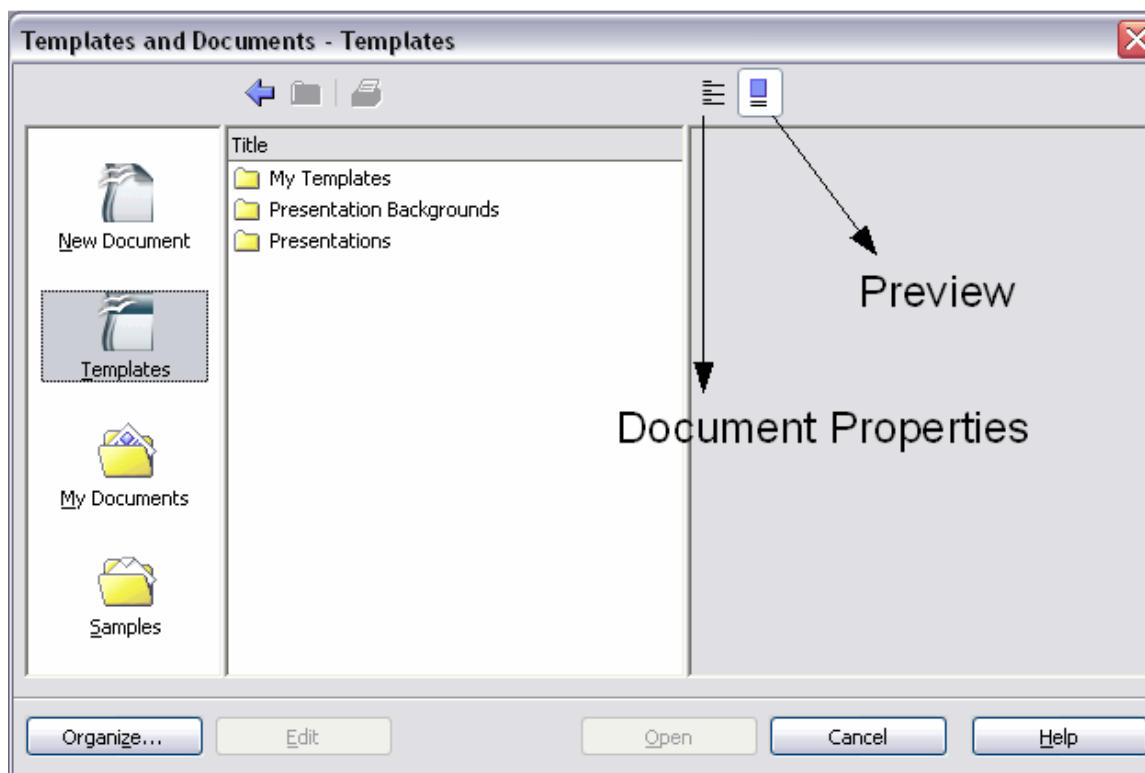 Templates and Documents - Templates
Title
My Templates
Presentation Backgrounds
Presentations
New Document
Templates
My Documents
Samples
Preview
Document Properties
Organize...
Edit
Open
Cancel
Help